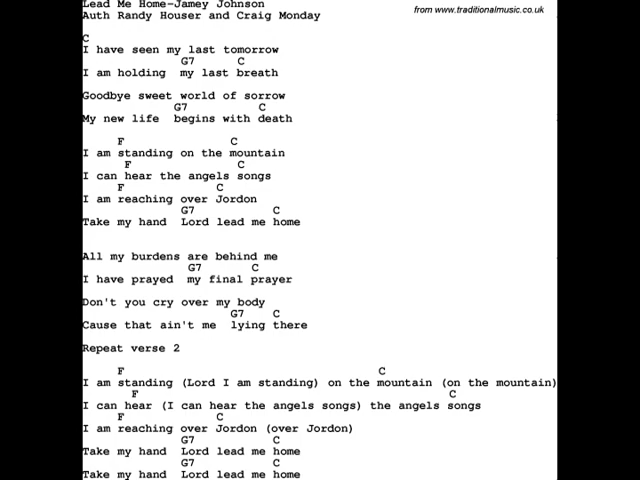 Lead Me Home-Jamey Johnson
from www.traditionalmusic.co.uk
Auth Randy Houser and Craig Monday
C
I have seen my last tomorrow
G7 C
I am holding my last breath
Goodbye sweet world of sorrow
G7 C
My new life begins with death
F C
I am standing on the mountain
F C
I can hear the angels songs
F C
I am reaching over Jordon
G7 C
Take my hand Lord lead me home
All my burdens are behind me
G7 C
I have prayed my final prayer
Don't you cry over my body
G7 C
Cause that ain't me lying there
Repeat verse 2
F C
I am standing (Lord I am standing) on the mountain (on the mountain)
F C
I can hear (I can hear the angels songs) the angels songs
F C
I am reaching over Jordon (over Jordon)
G7 C
Take my hand Lord lead me home
G7 C
Take my hand Lord lead me home